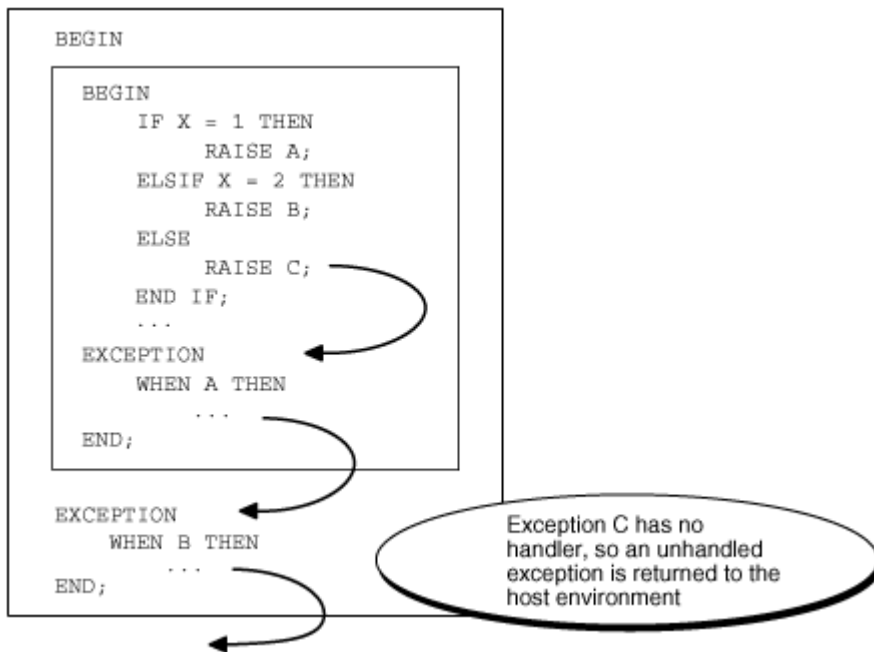 BEGIN
BEGIN
IF X = 1 THEN
RAISE A;
ELSIF X = 2 THEN
RAISE B;
ELSE
RAISE C;
END IF;
...
EXCEPTION
WHEN A THEN
...
END;
EXCEPTION
WHEN B THEN
...
END;
Exception C has no
handler, so an unhandled
exception is returned to the
host environment